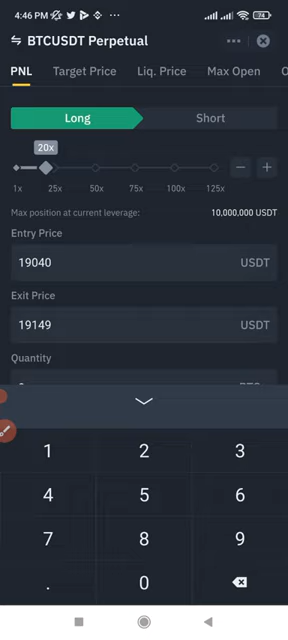 4:46 PM
74
BTCUSDT Perpetual
PNL Target Price Liq. Price Max Open
Long Short
20x
1x 25x 50x 75x 100x 125x
Max position at current leverage: 10,000,000 USDT
Entry Price
19040 USDT
Exit Price
19149 USDT
Quantity
1 2 3
4 5 6
7 8 9
. 0